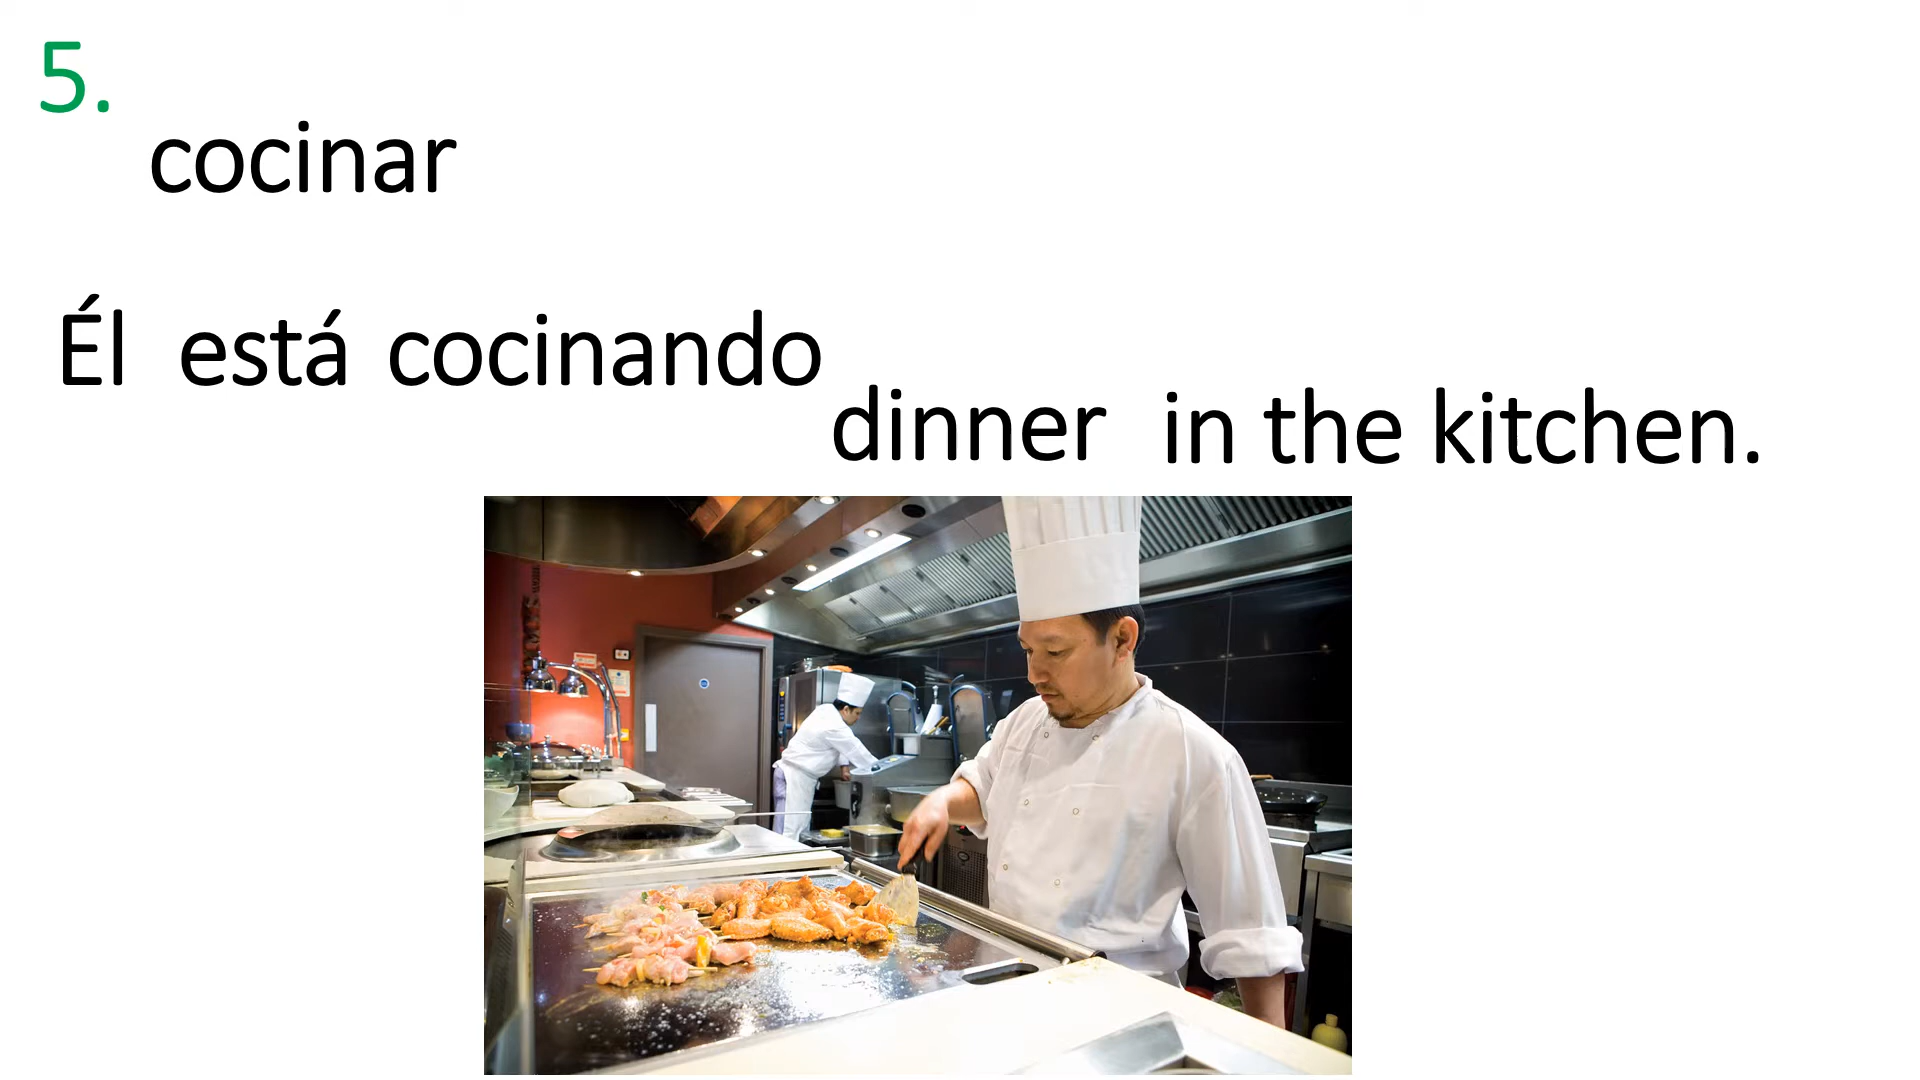 5.
cocinar
Él está cocinando
dinner in the kitchen.